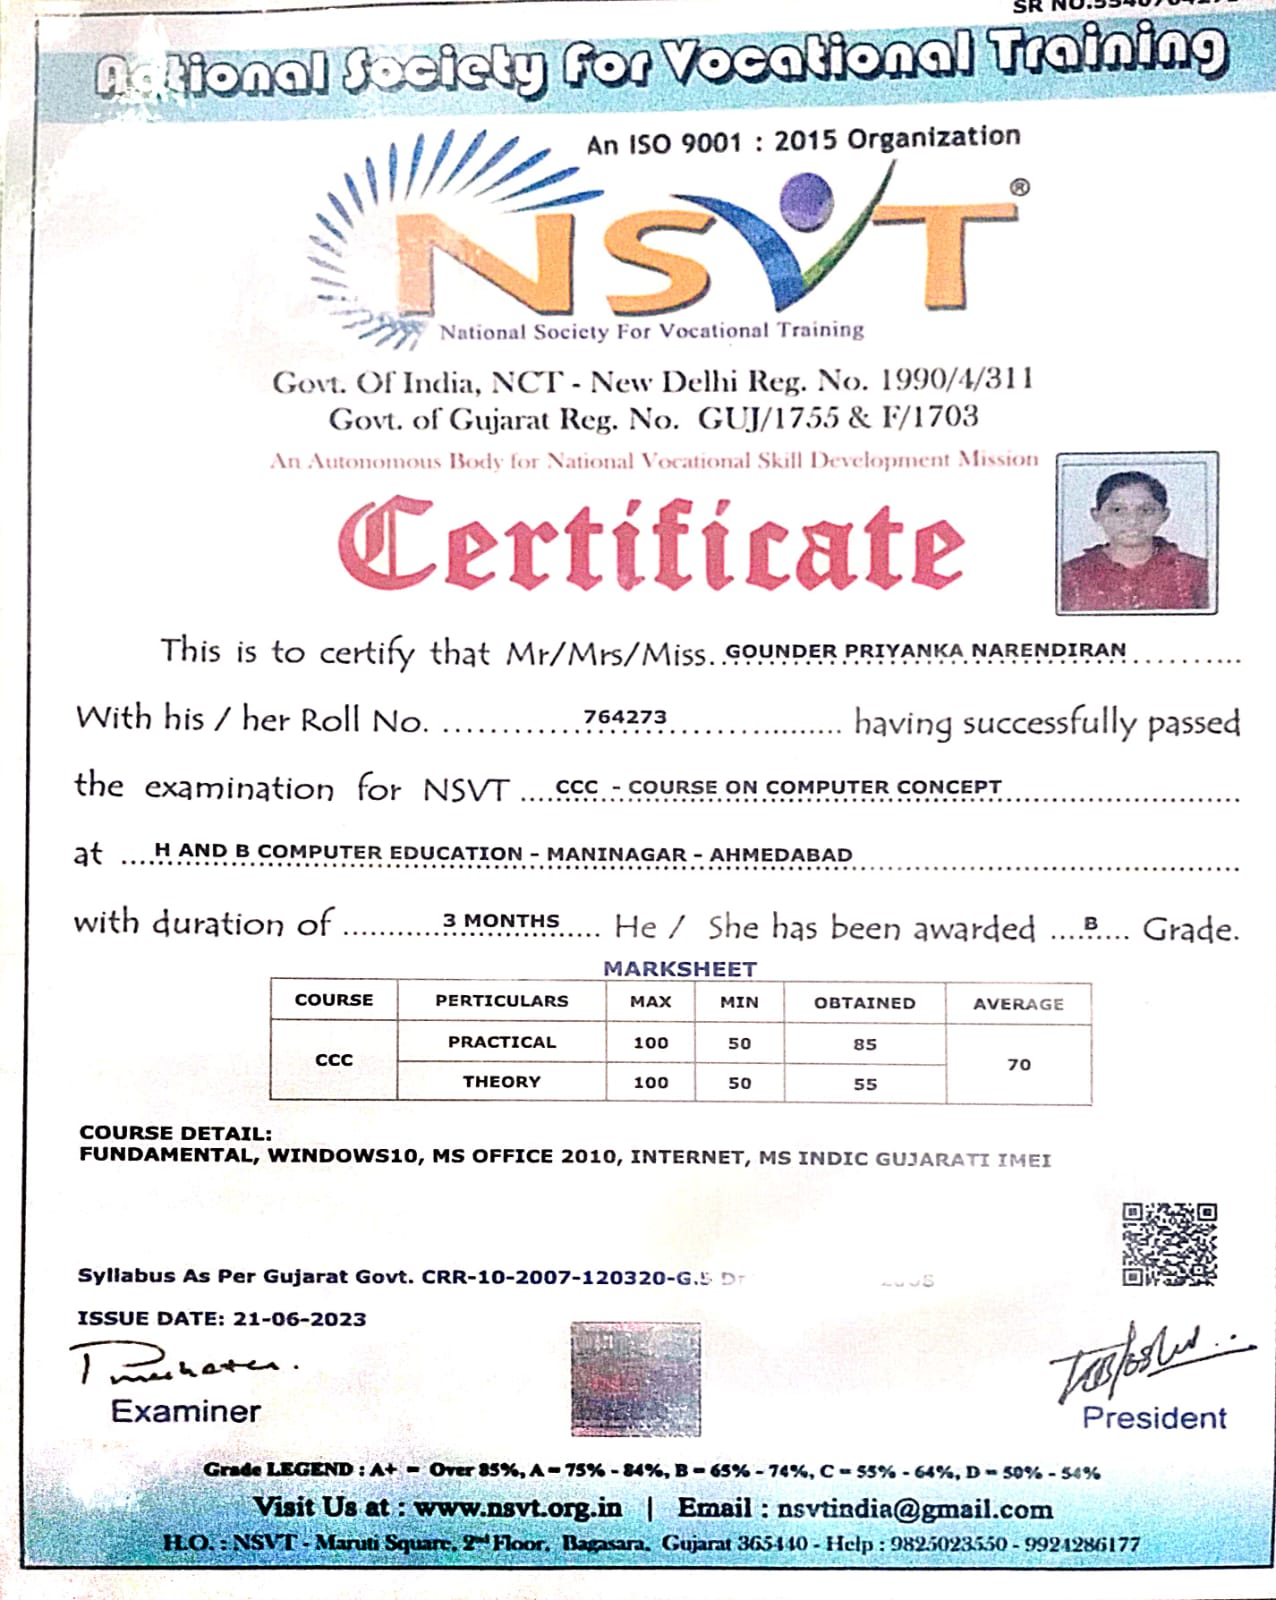 SR NO.
National Society For Vocational Training
An ISO 9001 : 2015 Organization
NSVT ®
National Society For Vocational Training
Govt. Of India, NCT - New Delhi Reg. No. 1990/4/311
Govt. of Gujarat Reg. No. GUJ/1755 & F/1703
An Autonomous Body for National Vocational Skill Development Mission
Certificate
This is to certify that Mr/Mrs/Miss. GOUNDER PRIYANKA NARENDIRAN
With his / her Roll No. 764273 having successfully passed
the examination for NSVT CCC - COURSE ON COMPUTER CONCEPT
at H AND B COMPUTER EDUCATION - MANINAGAR - AHMEDABAD
with duration of 3 MONTHS He / She has been awarded B Grade.
MARKSHEET
COURSE PERTICULARS MAX MIN OBTAINED AVERAGE
CCC PRACTICAL 100 50 85 70
THEORY 100 50 55
COURSE DETAIL:
FUNDAMENTAL, WINDOWS10, MS OFFICE 2010, INTERNET, MS INDIC GUJARATI IMEI
Syllabus As Per Gujarat Govt. CRR-10-2007-120320-G.5
ISSUE DATE: 21-06-2023
Examiner
President
Grade LEGEND : A+ = Over 85%, A = 75% - 84%, B = 65% - 74%, C = 55% - 64%, D = 50% - 54%
Visit Us at : www.nsvt.org.in | Email : nsvtindia@gmail.com
H.O. : NSVT - Maruti Square, 2nd Floor, Bagasara, Gujarat 365440 - Help : 9825023550 - 9924286177